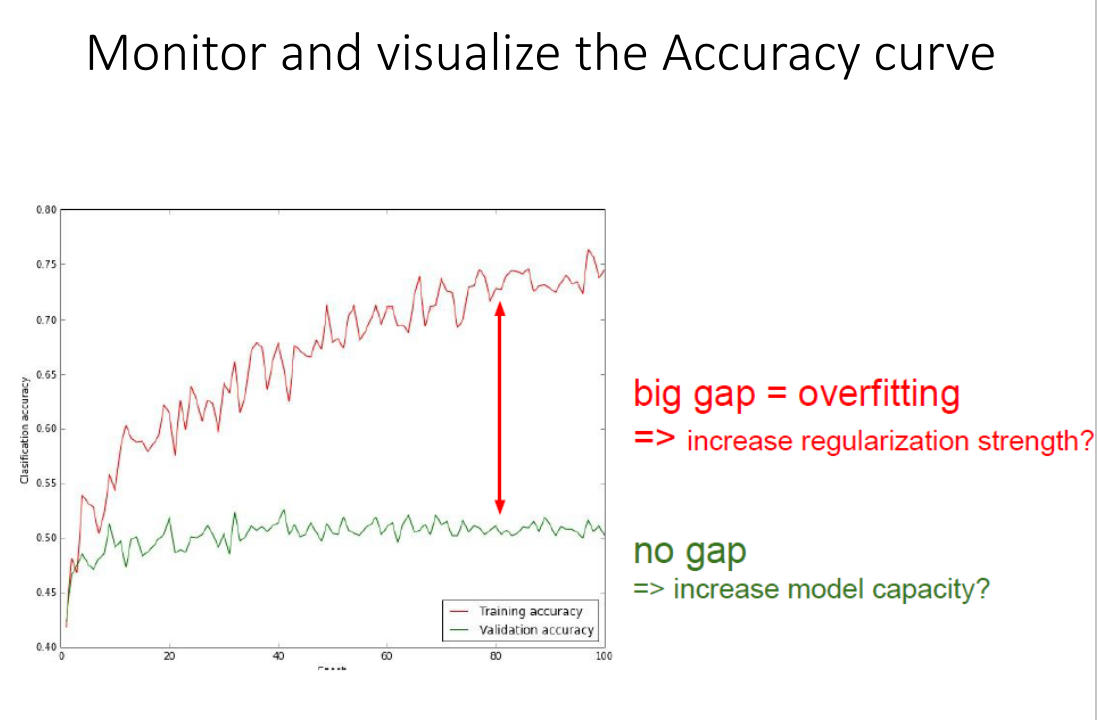 Monitor and visualize the Accuracy curve
0.80
0.75
0.70
0.65
0.60
0.55
0.50
0.45
0.40
Clasification accuracy
0
20
40
60
80
100
Training accuracy
Validation accuracy
big gap = overfitting
=> increase regularization strength?
no gap
=> increase model capacity?